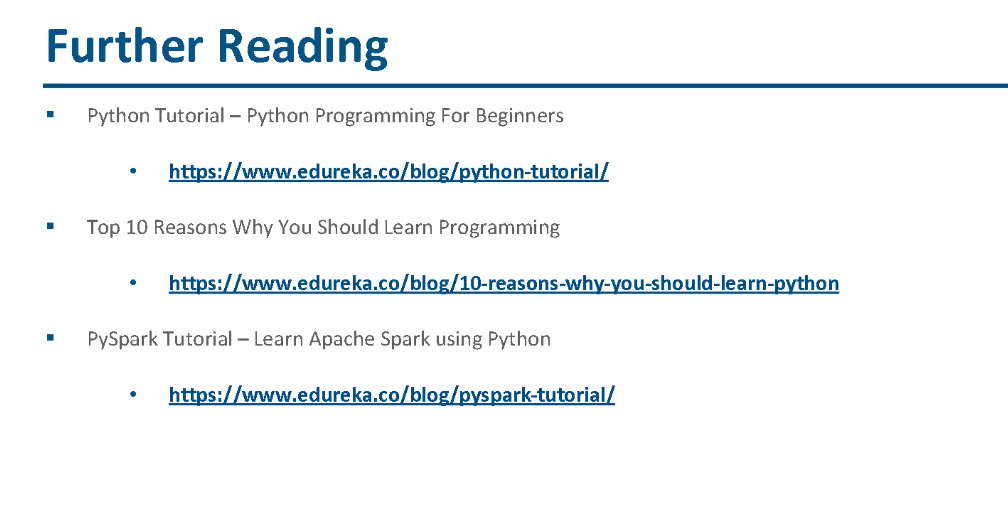 Further Reading
▪ Python Tutorial – Python Programming For Beginners
• https://www.edureka.co/blog/python-tutorial/
▪ Top 10 Reasons Why You Should Learn Programming
• https://www.edureka.co/blog/10-reasons-why-you-should-learn-python
▪ PySpark Tutorial – Learn Apache Spark using Python
• https://www.edureka.co/blog/pyspark-tutorial/